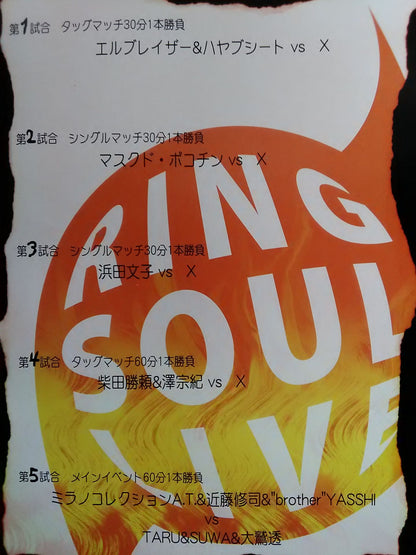 第1試合 タッグマッチ30分1本勝負
エルブレイザー&ハヤブシート vs X
第2試合 シングルマッチ30分1本勝負
マスクド・ポコチン vs X
第3試合 シングルマッチ30分1本勝負
浜田文子 vs X
第4試合 タッグマッチ60分1本勝負
柴田勝頼&澤宗紀 vs X
第5試合 メインイベント60分1本勝負
ミラノコレクションA.T.&近藤修司&"brother"YASSHI
vs
TARU&SUWA&大鷲透
RING
SOUL
LIVE